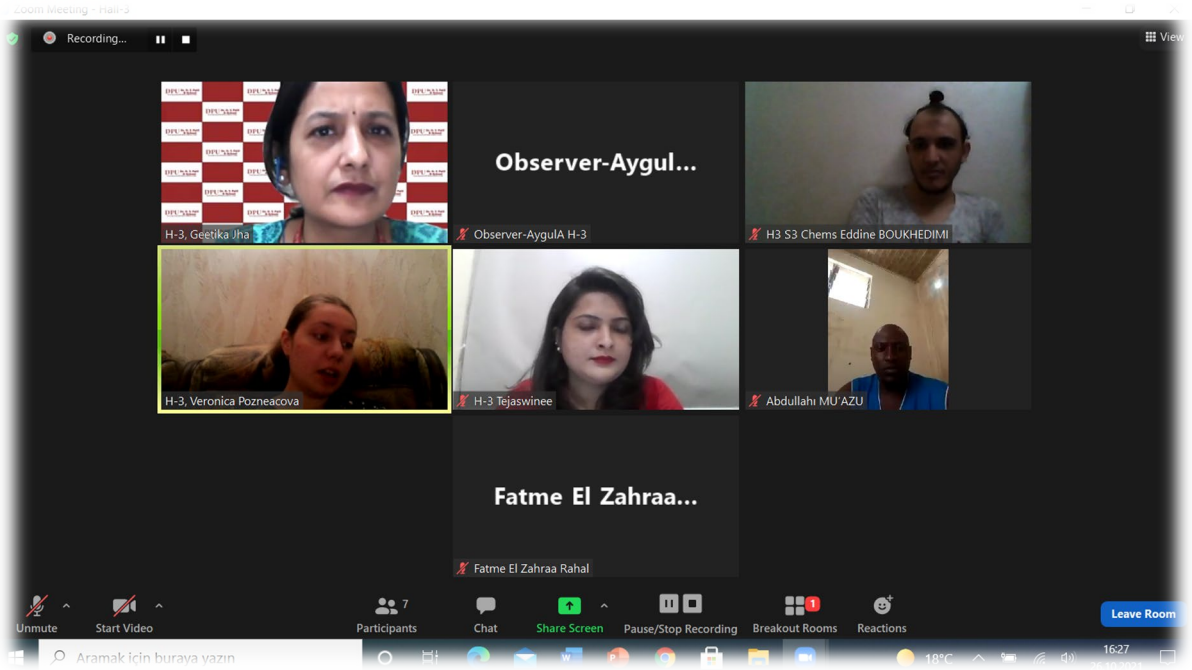 Zoom Meeting - Hall-3
Recording...
View
DPU
H-3, Geetika Jha
Observer-Aygul...
Observer-AygulA H-3
H3 S3 Chems Eddine BOUKHEDIMI
H-3, Veronica Pozneacova
H-3 Tejaswinee
Abdullahı MU'AZU
Fatme El Zahraa...
Fatme El Zahraa Rahal
7
1
Unmute
Start Video
Participants
Chat
Share Screen
Pause/Stop Recording
Breakout Rooms
Reactions
Leave Room
Aramak için buraya yazın
18°C
16:27